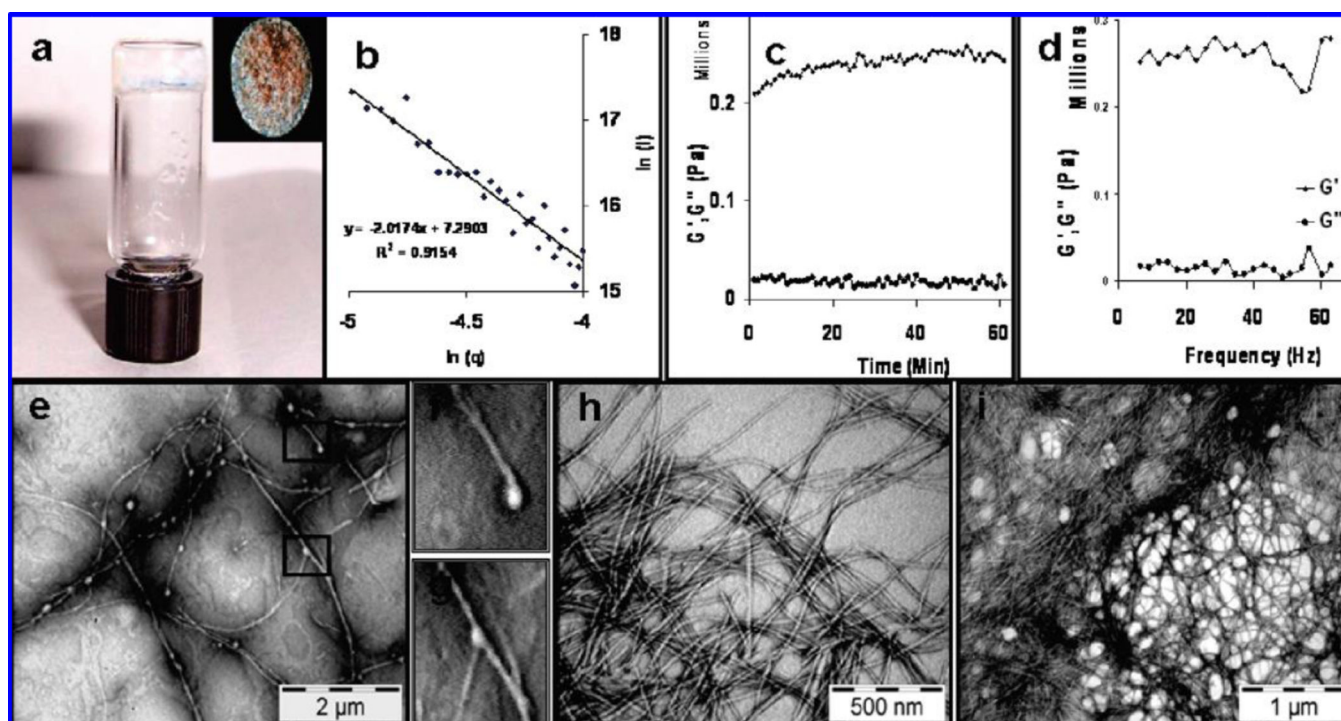 a
b
18
17
16
15
ln (I)
y= -2.0174x + 7.2903
R² = 0.9154
-5
-4.5
-4
ln (q)
c
Millions
0.2
0.1
0
G',G'' (Pa)
0
20
40
60
Time (Min)
d
Millions
0.3
0.2
0.1
0
G',G'' (Pa)
G'
G''
0
20
40
60
Frequency (Hz)
e
2 µm
h
500 nm
i
1 µm